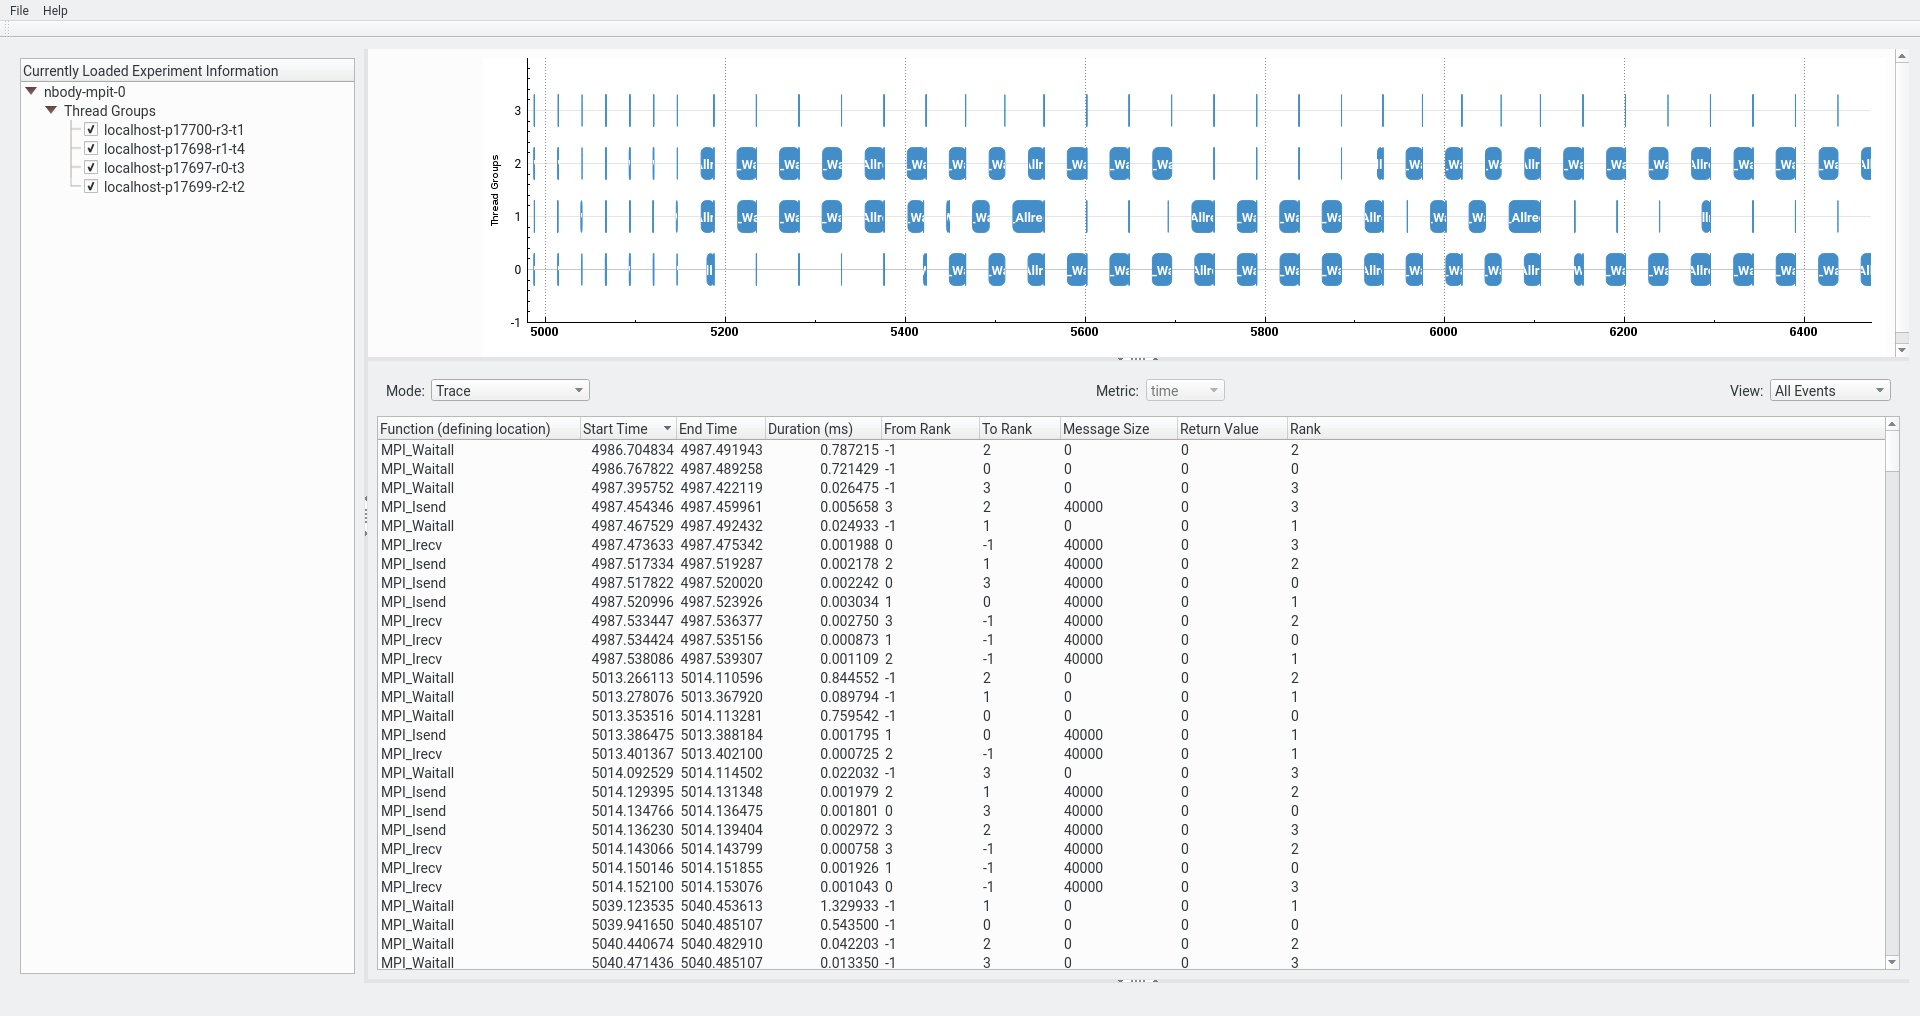 File Help
Currently Loaded Experiment Information
nbody-mpit-0
Thread Groups
localhost-p17700-r3-t1
localhost-p17698-r1-t4
localhost-p17697-r0-t3
localhost-p17699-r2-t2
Thread Groups
3
2
1
0
-1
5000 5200 5400 5600 5800 6000 6200 6400
Mode: Trace Metric: time View: All Events
Function (defining location) Start Time End Time Duration (ms) From Rank To Rank Message Size Return Value Rank
MPI_Waitall 4986.704834 4987.491943 0.787215 -1 2 0 0 2
MPI_Waitall 4986.767822 4987.489258 0.721429 -1 0 0 0 0
MPI_Waitall 4987.395752 4987.422119 0.026475 -1 3 0 0 3
MPI_Isend 4987.454346 4987.459961 0.005658 3 2 40000 0 3
MPI_Waitall 4987.467529 4987.492432 0.024933 -1 1 0 0 1
MPI_Irecv 4987.473633 4987.475342 0.001988 0 -1 40000 0 3
MPI_Isend 4987.517334 4987.519287 0.002178 2 1 40000 0 2
MPI_Isend 4987.517822 4987.520020 0.002242 0 3 40000 0 0
MPI_Isend 4987.520996 4987.523926 0.003034 1 0 40000 0 1
MPI_Irecv 4987.533447 4987.536377 0.002750 3 -1 40000 0 2
MPI_Irecv 4987.534424 4987.535156 0.000873 1 -1 40000 0 0
MPI_Irecv 4987.538086 4987.539307 0.001109 2 -1 40000 0 1
MPI_Waitall 5013.266113 5014.110596 0.844552 -1 2 0 0 2
MPI_Waitall 5013.278076 5013.367920 0.089794 -1 1 0 0 1
MPI_Waitall 5013.353516 5014.113281 0.759542 -1 0 0 0 0
MPI_Isend 5013.386475 5013.388184 0.001795 1 0 40000 0 1
MPI_Irecv 5013.401367 5013.402100 0.000725 2 -1 40000 0 1
MPI_Waitall 5014.092529 5014.114502 0.022032 -1 3 0 0 3
MPI_Isend 5014.129395 5014.131348 0.001979 2 1 40000 0 2
MPI_Isend 5014.134766 5014.136475 0.001801 0 3 40000 0 0
MPI_Isend 5014.136230 5014.139404 0.002972 3 2 40000 0 3
MPI_Irecv 5014.143066 5014.143799 0.000758 3 -1 40000 0 2
MPI_Irecv 5014.150146 5014.151855 0.001926 1 -1 40000 0 0
MPI_Irecv 5014.152100 5014.153076 0.001043 0 -1 40000 0 3
MPI_Waitall 5039.123535 5040.453613 1.329933 -1 1 0 0 1
MPI_Waitall 5039.941650 5040.485107 0.543500 -1 0 0 0 0
MPI_Waitall 5040.440674 5040.482910 0.042203 -1 2 0 0 2
MPI_Waitall 5040.471436 5040.485107 0.013350 -1 3 0 0 3